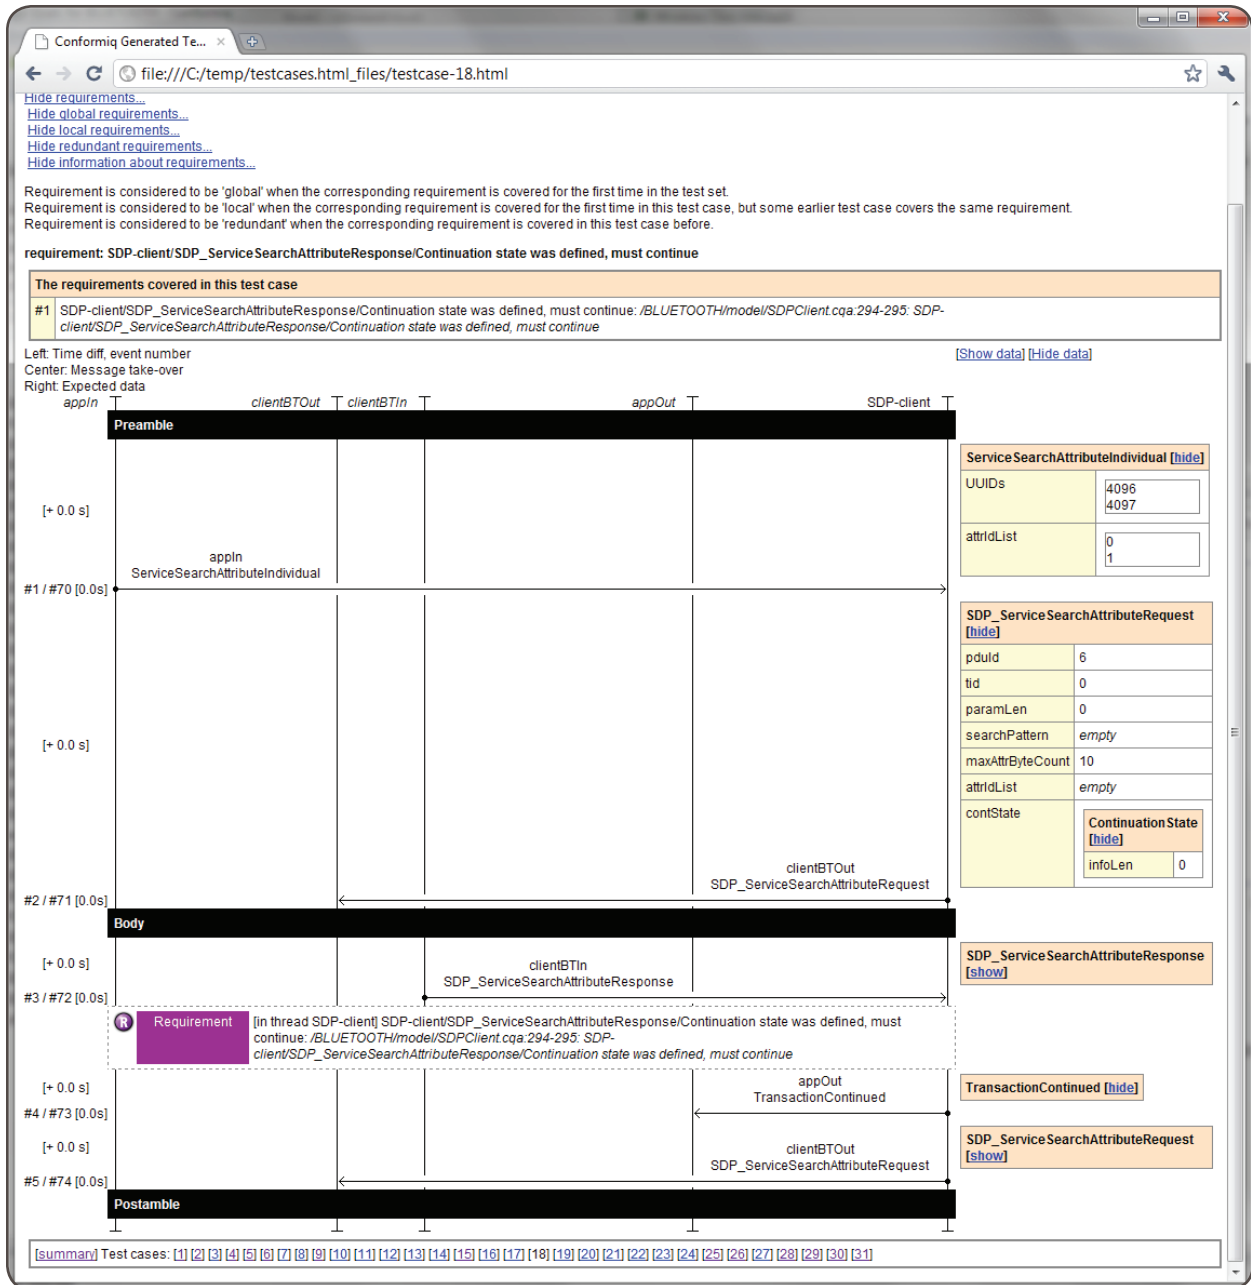 Conformiq Generated Te...
file:///C:/temp/testcases.html_files/testcase-18.html
Hide requirements...
Hide global requirements...
Hide local requirements...
Hide redundant requirements...
Hide information about requirements...
Requirement is considered to be 'global' when the corresponding requirement is covered for the first time in the test set.
Requirement is considered to be 'local' when the corresponding requirement is covered for the first time in this test case, but some earlier test case covers the same requirement.
Requirement is considered to be 'redundant' when the corresponding requirement is covered in this test case before.
requirement: SDP-client/SDP_ServiceSearchAttributeResponse/Continuation state was defined, must continue
The requirements covered in this test case
#1 SDP-client/SDP_ServiceSearchAttributeResponse/Continuation state was defined, must continue: /BLUETOOTH/model/SDPClient.cqa:294-295: SDP-
client/SDP_ServiceSearchAttributeResponse/Continuation state was defined, must continue
Left: Time diff, event number [Show data] [Hide data]
Center: Message take-over
Right: Expected data
appIn clientBTOut clientBTIn appOut SDP-client
Preamble
ServiceSearchAttributeIndividual [hide]
UUIDs 4096
4097
[+ 0.0 s]
attrIdList 0
1
appIn
ServiceSearchAttributeIndividual
#1 / #70 [0.0s]
SDP_ServiceSearchAttributeRequest
[hide]
pduId 6
tid 0
paramLen 0
searchPattern empty
[+ 0.0 s]
maxAttrByteCount 10
attrIdList empty
contState ContinuationState
[hide]
infoLen 0
clientBTOut
SDP_ServiceSearchAttributeRequest
#2 / #71 [0.0s]
Body
[+ 0.0 s]
clientBTIn
SDP_ServiceSearchAttributeResponse
SDP_ServiceSearchAttributeResponse
[show]
#3 / #72 [0.0s]
R Requirement [in thread SDP-client] SDP-client/SDP_ServiceSearchAttributeResponse/Continuation state was defined, must
continue: /BLUETOOTH/model/SDPClient.cqa:294-295: SDP-
client/SDP_ServiceSearchAttributeResponse/Continuation state was defined, must continue
[+ 0.0 s]
appOut
TransactionContinued
TransactionContinued [hide]
#4 / #73 [0.0s]
[+ 0.0 s]
clientBTOut
SDP_ServiceSearchAttributeRequest
SDP_ServiceSearchAttributeRequest
[show]
#5 / #74 [0.0s]
Postamble
[summary] Test cases: [1] [2] [3] [4] [5] [6] [7] [8] [9] [10] [11] [12] [13] [14] [15] [16] [17] [18] [19] [20] [21] [22] [23] [24] [25] [26] [27] [28] [29] [30] [31]